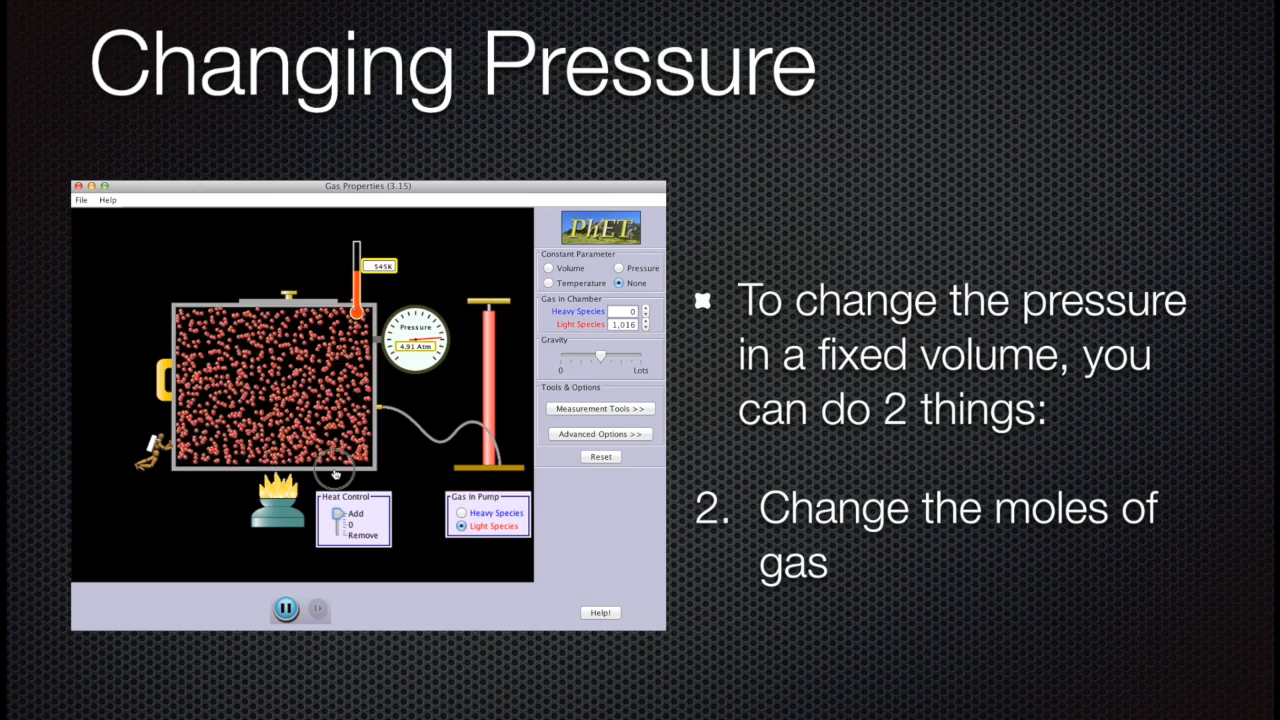 Changing Pressure
Gas Properties (3.15)
File Help
545K
Pressure
4.91 Atm
Heat Control
Add
0
Remove
Gas in Pump
Heavy Species
Light Species
PhET
Constant Parameter
Volume Pressure
Temperature None
Gas in Chamber
Heavy Species 0
Light Species 1,016
Gravity
0 Lots
Tools & Options
Measurement Tools >>
Advanced Options >>
Reset
Help!
To change the pressure
in a fixed volume, you
can do 2 things:
2. Change the moles of
gas